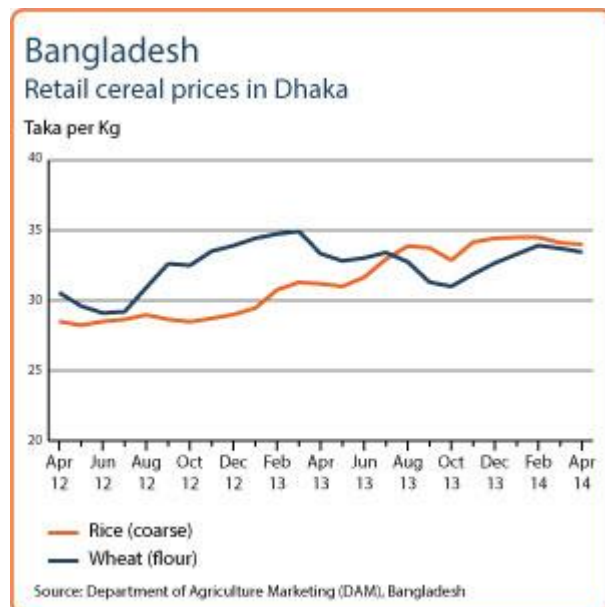 Bangladesh
Retail cereal prices in Dhaka
Taka per Kg
40
35
30
25
20
Apr Jun Aug Oct Dec Feb Apr Jun Aug Oct Dec Feb Apr
12 12 12 12 12 13 13 13 13 13 13 14 14
Rice (coarse)
Wheat (flour)
Source: Department of Agriculture Marketing (DAM), Bangladesh